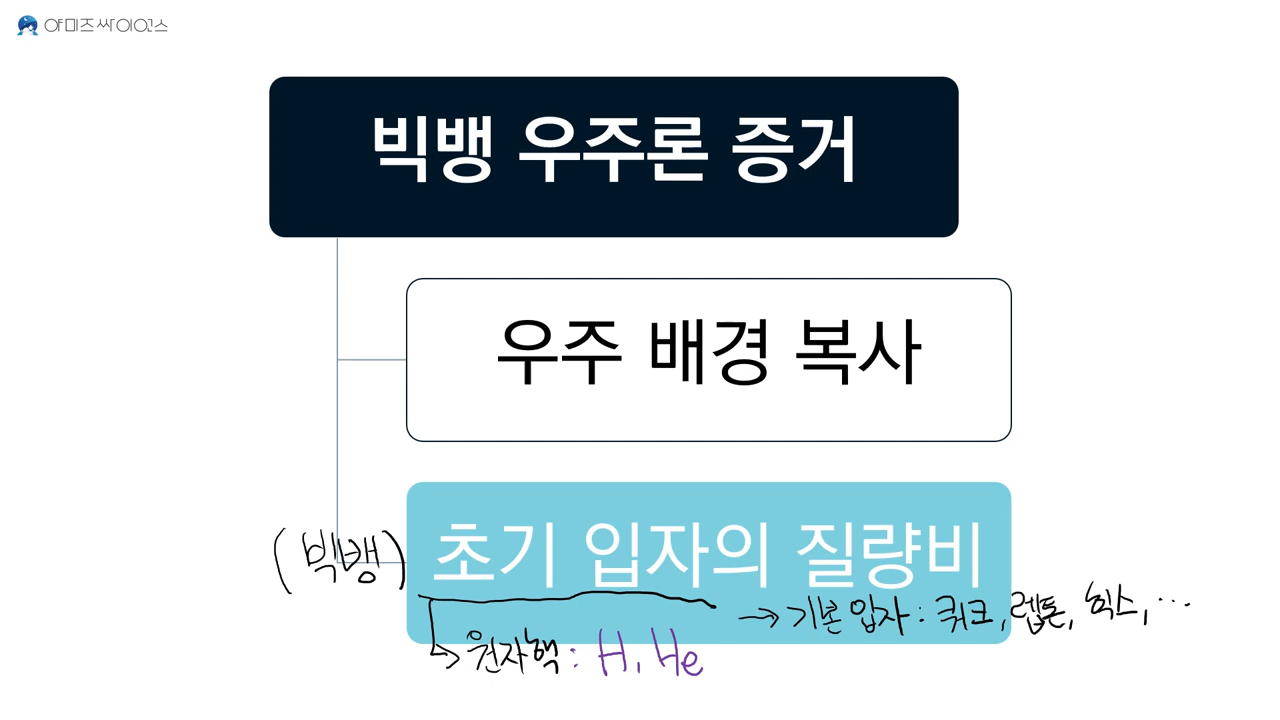 야미즈 싸이언스
빅뱅 우주론 증거
우주 배경 복사
(빅뱅) 초기 입자의 질량비
→ 기본 입자 : 쿼크, 렙톤, 힉스, …
→ 원자핵 : H, He